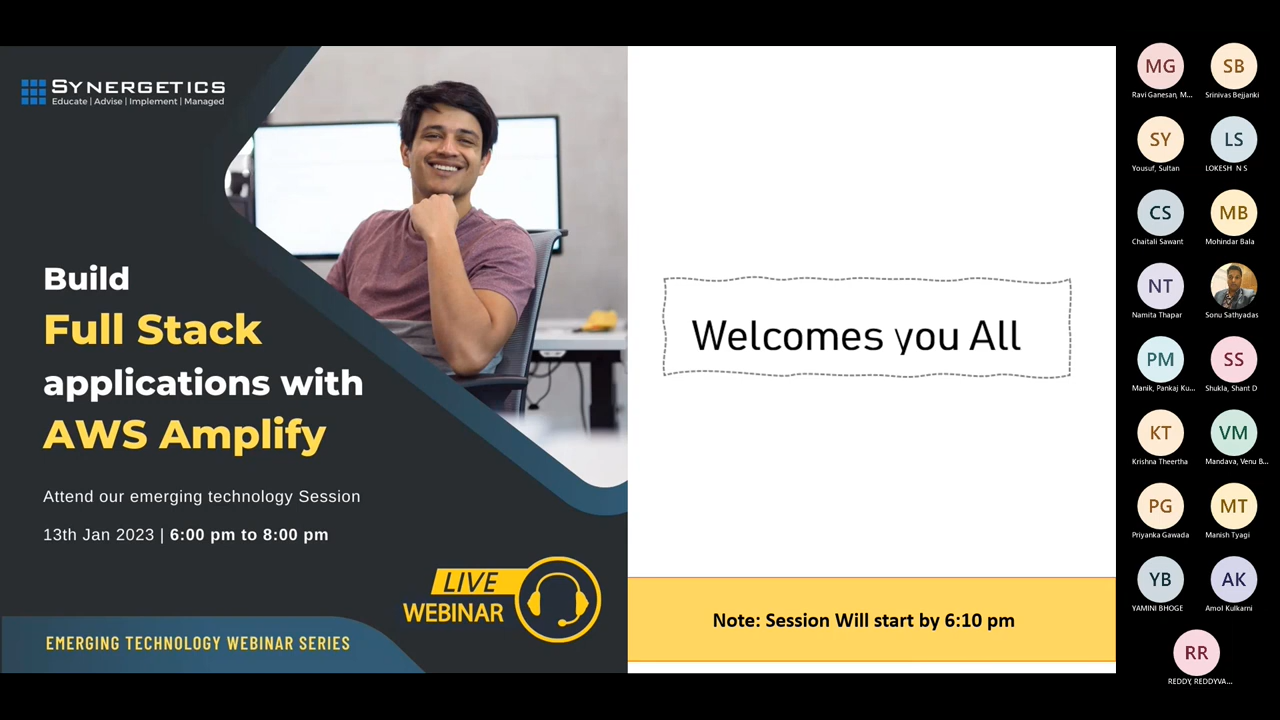 SYNERGETICS
Educate | Advise | Implement | Managed
Build
Full Stack
applications with
AWS Amplify
Attend our emerging technology Session
13th Jan 2023 | 6:00 pm to 8:00 pm
LIVE
WEBINAR
EMERGING TECHNOLOGY WEBINAR SERIES
Welcomes you All
Note: Session Will start by 6:10 pm
MG SB
Ravi Ganesan, M... Srinivas Bejjanki
SY LS
Yousuf, Sultan LOKESH N S
CS MB
Chaitali Sawant Mohindar Bala
NT
Namita Thapar Sonu Sathyadas
PM SS
Manik, Pankaj Ku... Shukla, Shant D
KT VM
Krishna Theertha Mandava, Venu B...
PG MT
Priyanka Gawada Manish Tyagi
YB AK
YAMINI BHOGE Amol Kulkarni
RR
REDDY, REDDYVA...